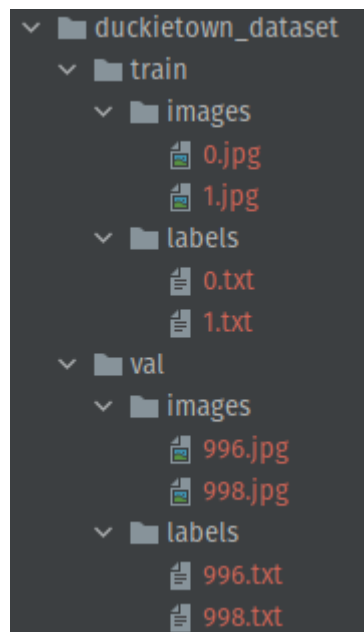 duckietown_dataset
train
images
0.jpg
1.jpg
labels
0.txt
1.txt
val
images
996.jpg
998.jpg
labels
996.txt
998.txt